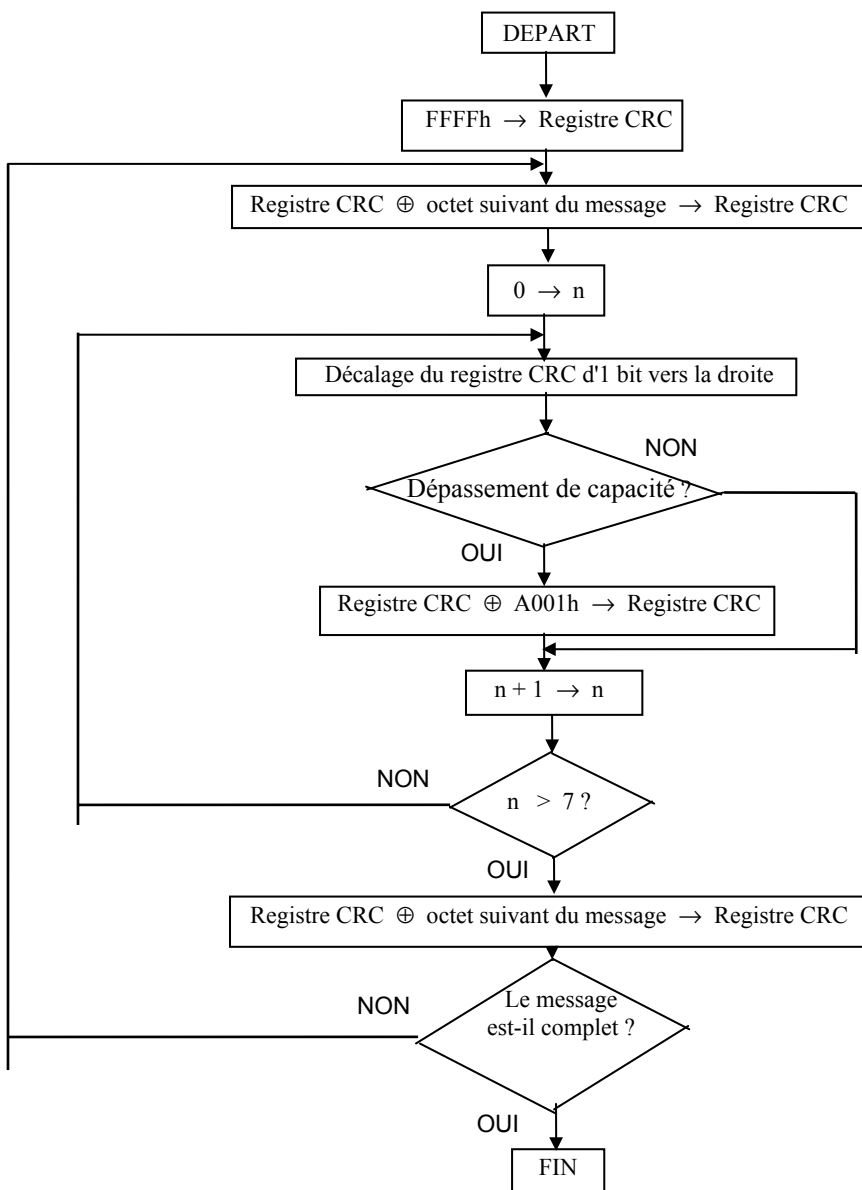 DEPART
FFFFh → Registre CRC
Registre CRC ⊕ octet suivant du message → Registre CRC
0 → n
Décalage du registre CRC d'1 bit vers la droite
NON
Dépassement de capacité ?
OUI
Registre CRC ⊕ A001h → Registre CRC
n + 1 → n
NON
n > 7 ?
OUI
Registre CRC ⊕ octet suivant du message → Registre CRC
NON
Le message
est-il complet ?
OUI
FIN